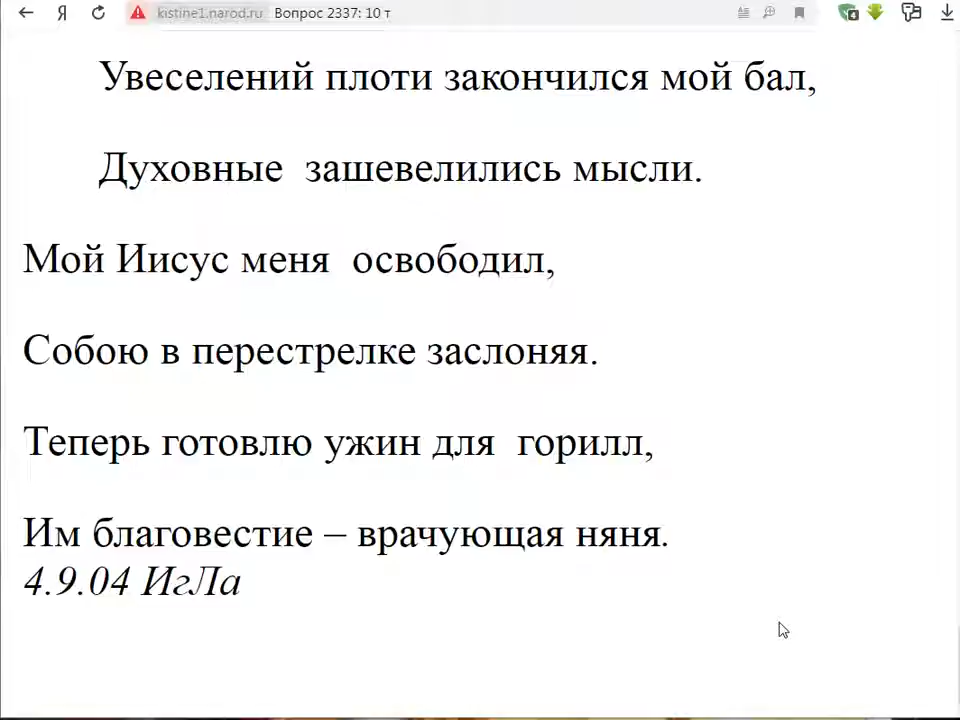 kistine1.narod.ru Вопрос 2337: 10 т
Увеселений плоти закончился мой бал,
Духовные зашевелились мысли.
Мой Иисус меня освободил,
Собою в перестрелке заслоняя.
Теперь готовлю ужин для горилл,
Им благовестие – врачующая няня.
4.9.04 ИгЛа